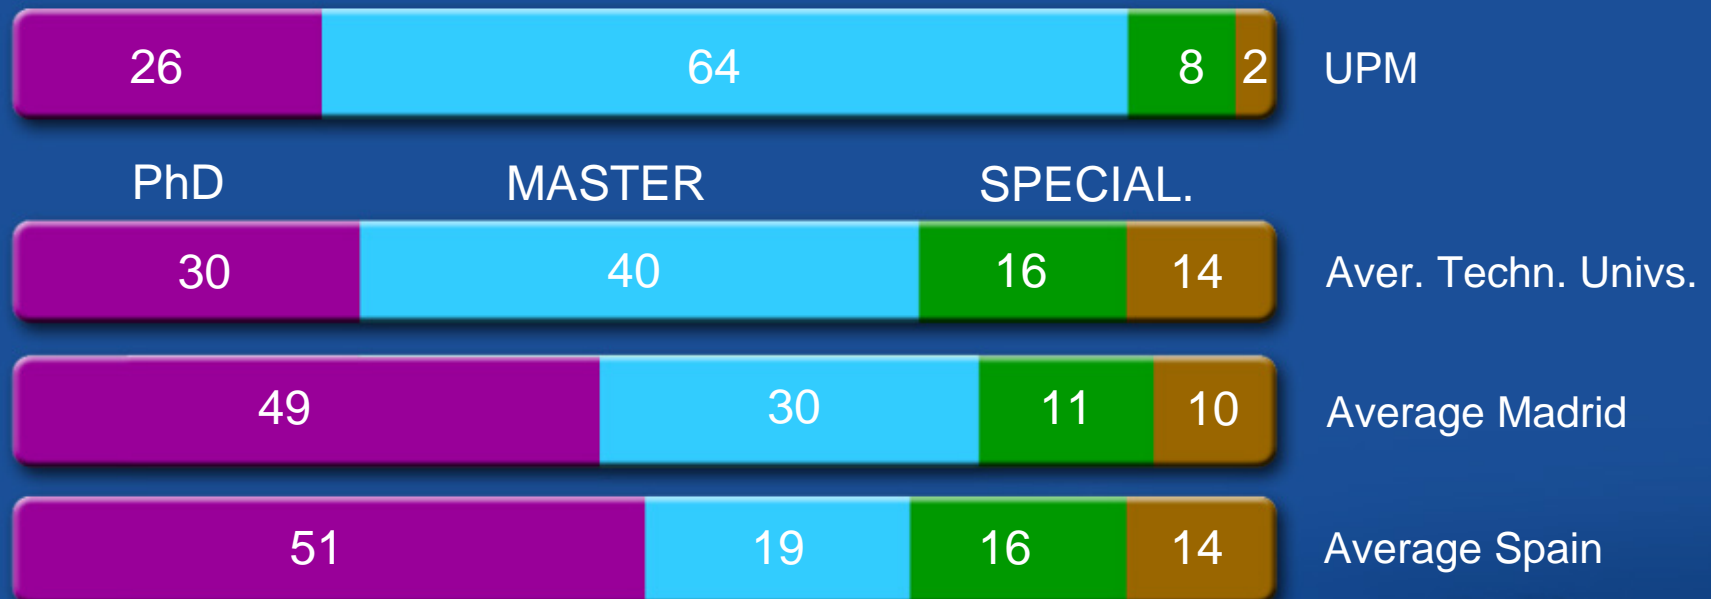 26 64 8 2 UPM
PhD MASTER SPECIAL.
30 40 16 14 Aver. Techn. Univs.
49 30 11 10 Average Madrid
51 19 16 14 Average Spain